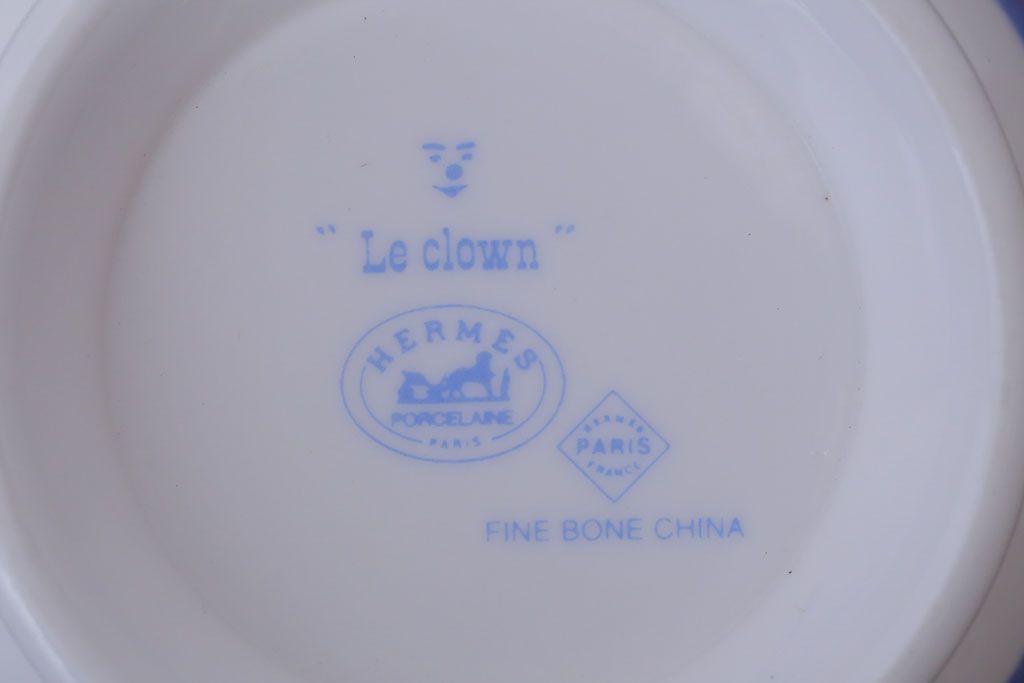 " Le clown "
HERMES
PORCELAINE
PARIS
HERMES
PARIS
FRANCE
FINE BONE CHINA